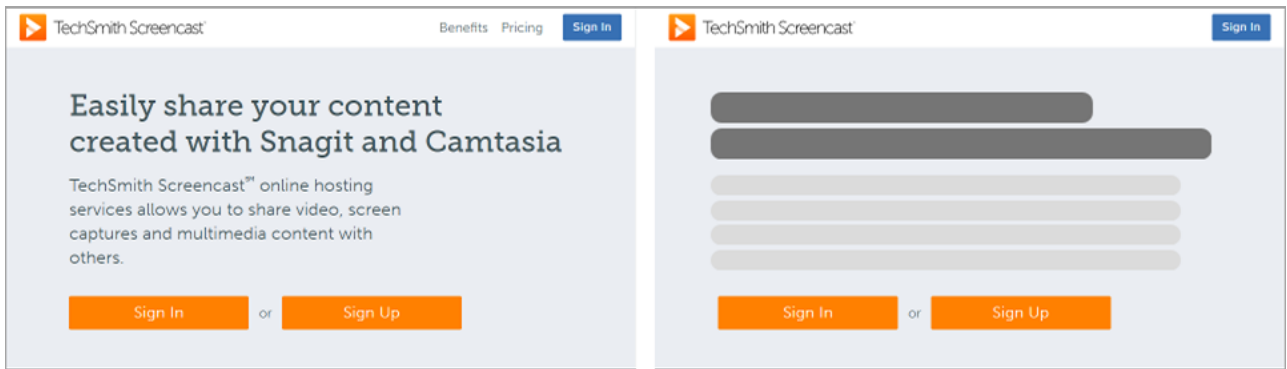 TechSmith Screencast® Benefits Pricing Sign In
Easily share your content
created with Snagit and Camtasia
TechSmith Screencast℠ online hosting
services allows you to share video, screen
captures and multimedia content with
others.
Sign In or Sign Up
TechSmith Screencast® Sign In
Sign In or Sign Up